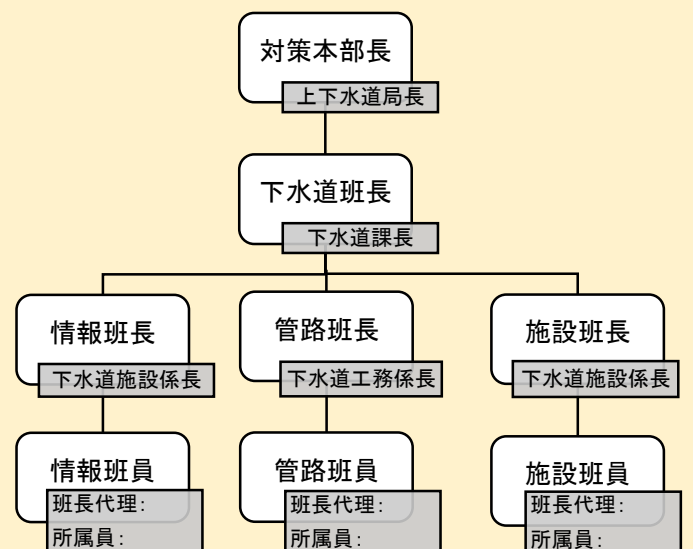 対策本部長
上下水道局長
下水道班長
下水道課長
情報班長
下水道施設係長
管路班長
下水道工務係長
施設班長
下水道施設係長
情報班員
班長代理：
所属員：
管路班員
班長代理：
所属員：
施設班員
班長代理：
所属員：